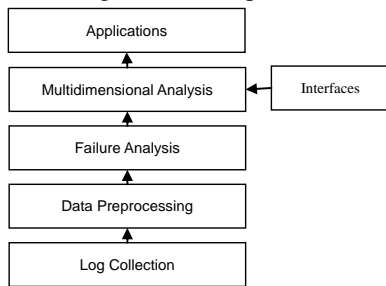 Applications
Multidimensional Analysis
Interfaces
Failure Analysis
Data Preprocessing
Log Collection